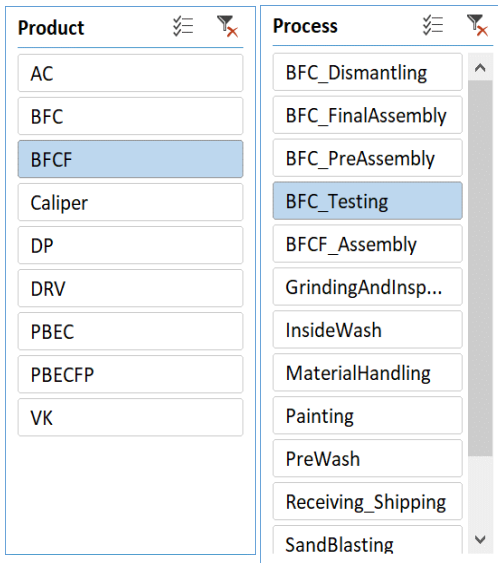 Product
AC
BFC
BFCF
Caliper
DP
DRV
PBEC
PBECFP
VK
Process
BFC_Dismantling
BFC_FinalAssembly
BFC_PreAssembly
BFC_Testing
BFCF_Assembly
GrindingAndInsp...
InsideWash
MaterialHandling
Painting
PreWash
Receiving_Shipping
SandBlasting